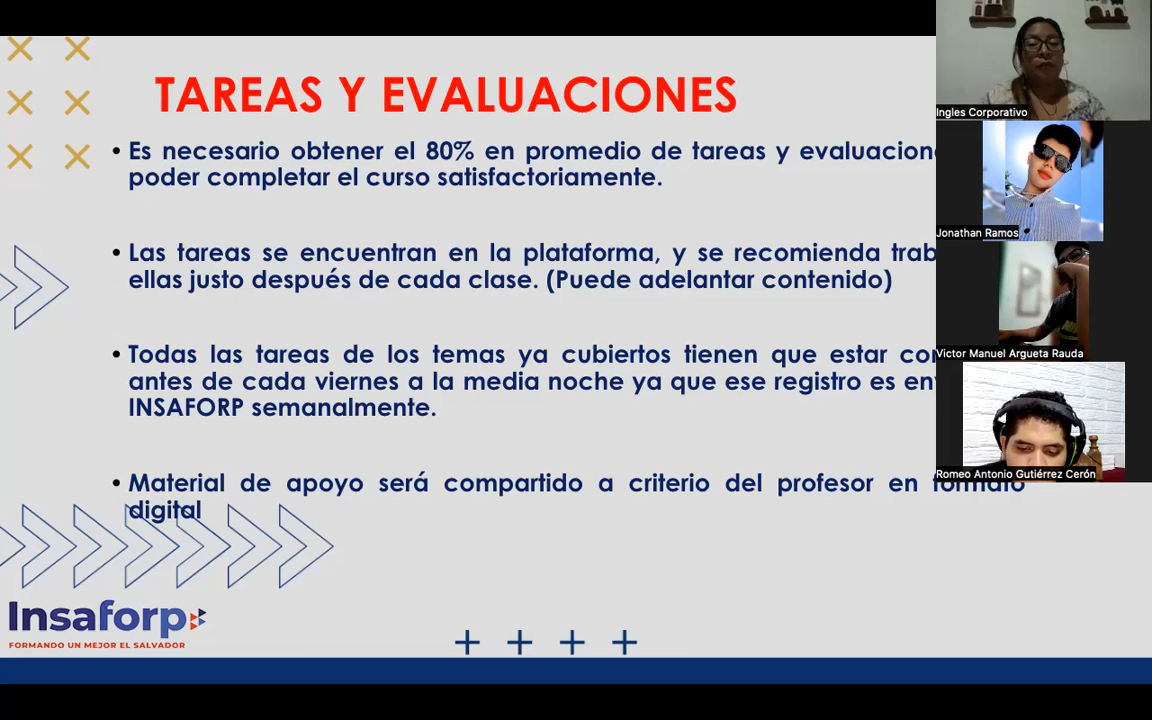 TAREAS Y EVALUACIONES
• Es necesario obtener el 80% en promedio de tareas y
poder completar el curso satisfactoriamente.
• Las tareas se encuentran en la plataforma, y se recomienda
ellas justo después de cada clase. (Puede adelantar contenido)
• Todas las tareas de los temas ya cubiertos tienen que estar
antes de cada viernes a la media noche ya que ese registro es
INSAFORP semanalmente.
• Material de apoyo será compartido a criterio del profesor en formato
digital
Insaforp
FORMANDO UN MEJOR EL SALVADOR
Ingles Corporativo
Jonathan Ramos
Victor Manuel Argueta Rauda
Romeo Antonio Gutiérrez Cerón